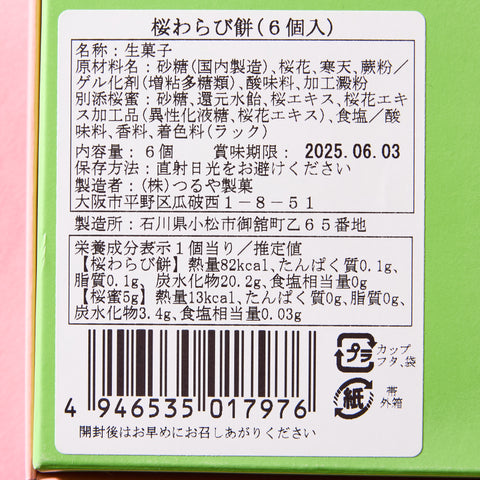 桜わらび餅(6個入)
名称:生菓子
原材料名:砂糖(国内製造)、桜花、寒天、蕨粉/
ゲル化剤(増粘多糖類)、酸味料、加工澱粉
別添桜蜜:砂糖、還元水飴、桜エキス、桜花エキ
ス加工品(異性化液糖、桜花エキス)、食塩/酸
味料、香料、着色料(ラック)
内容量:6個 賞味期限:2025.06.03
保存方法:直射日光をお避けください
製造者:(株)つるや製菓
大阪市平野区瓜破西1-8-51
製造所:石川県小松市御舘町乙65番地
栄養成分表示1個当り/推定値
【桜わらび餅】熱量82kcal、たんぱく質0.1g、
脂質0.1g、炭水化物20.2g、食塩相当量0g
【桜蜜5g】熱量13kcal、たんぱく質0g、脂質0g、
炭水化物3.4g、食塩相当量0.03g
プラ
カップ
フタ、袋
紙
帯
外箱
4 946535 017976
開封後はお早めにお召しあがりください